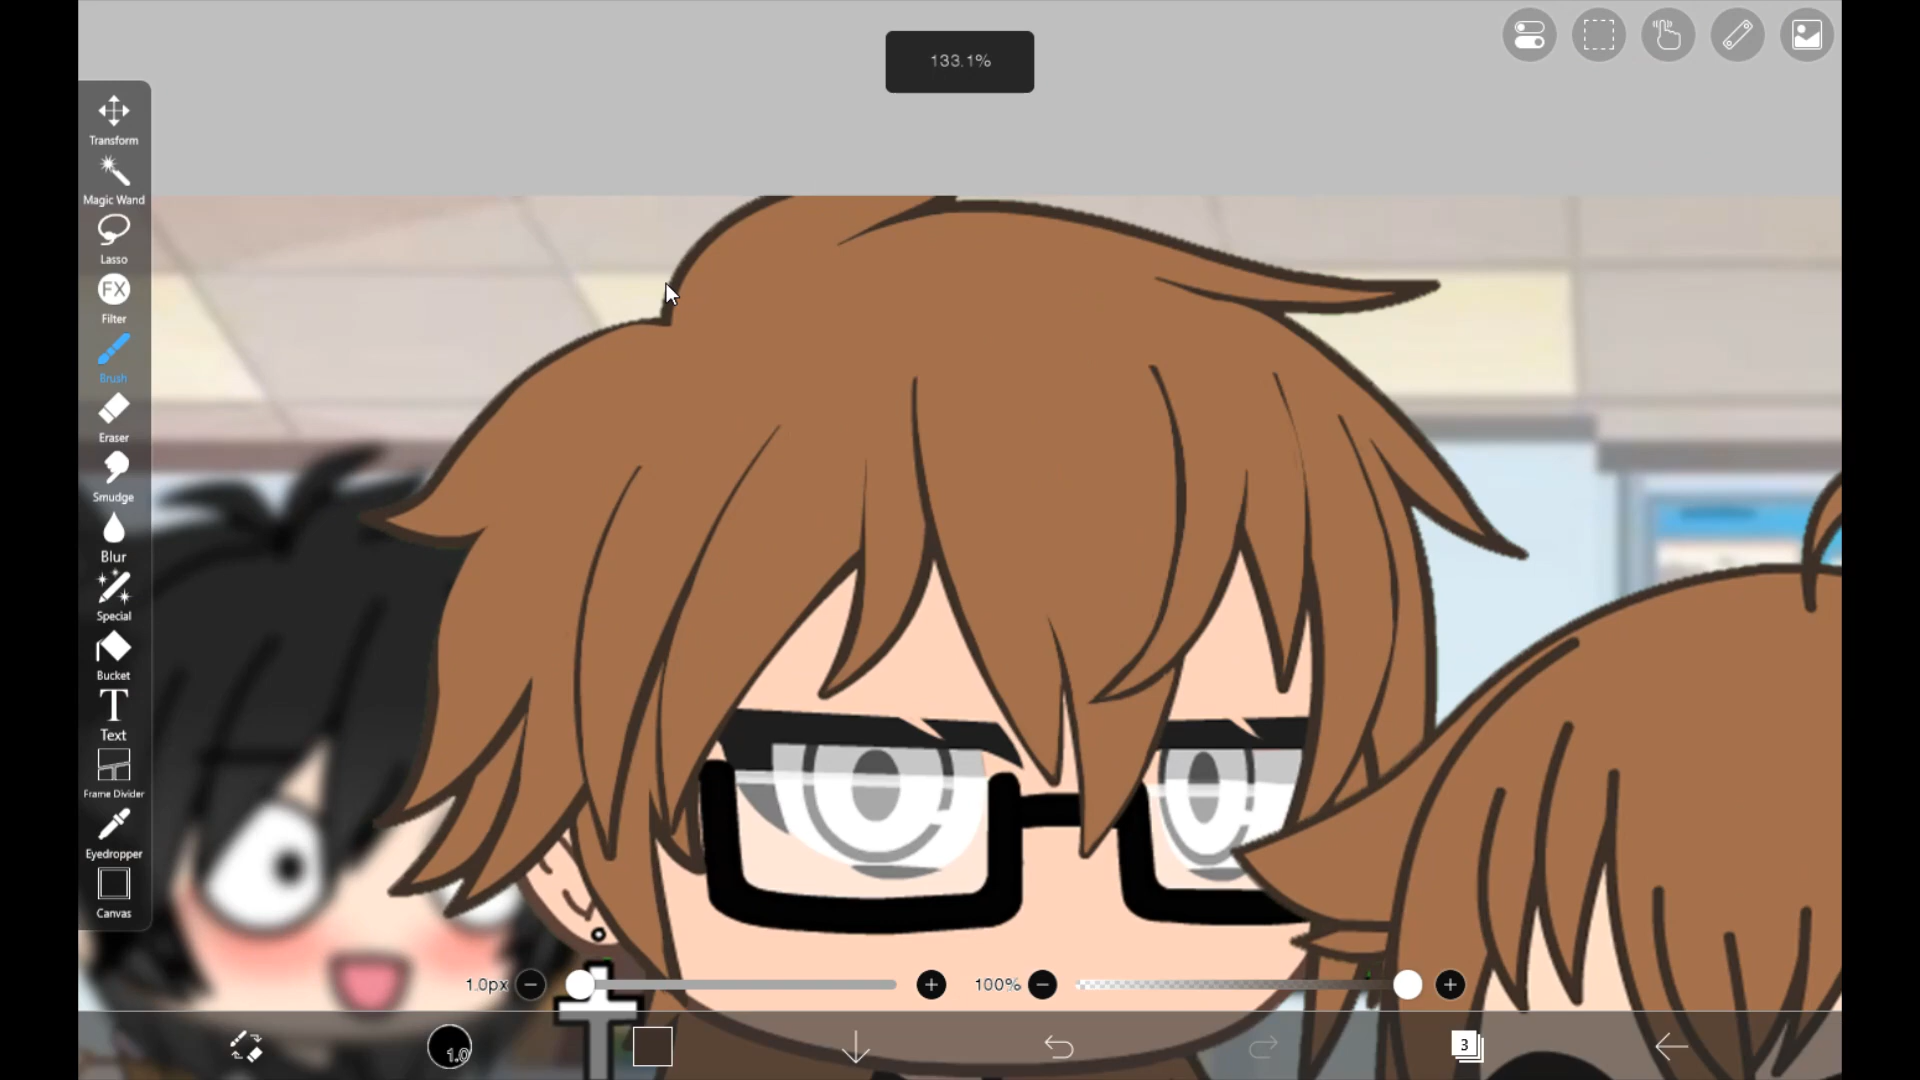 133.1%
Transform
Magic Wand
Lasso
FX
Filter
Brush
Eraser
Smudge
Blur
Special
Bucket
T
Text
Frame Divider
Eyedropper
Canvas
1.0px
100%
1.0
3